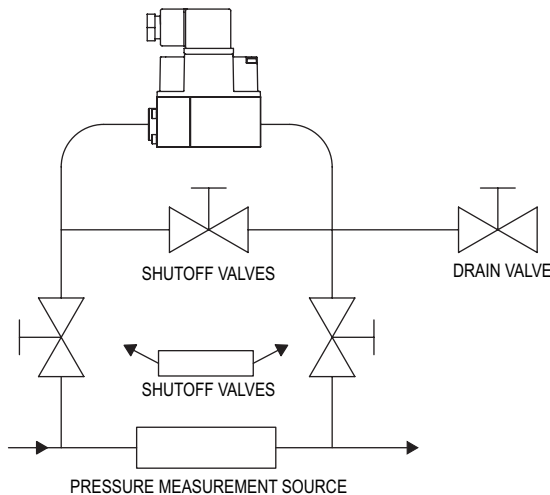 SHUTOFF VALVES
DRAIN VALVE
SHUTOFF VALVES
PRESSURE MEASUREMENT SOURCE